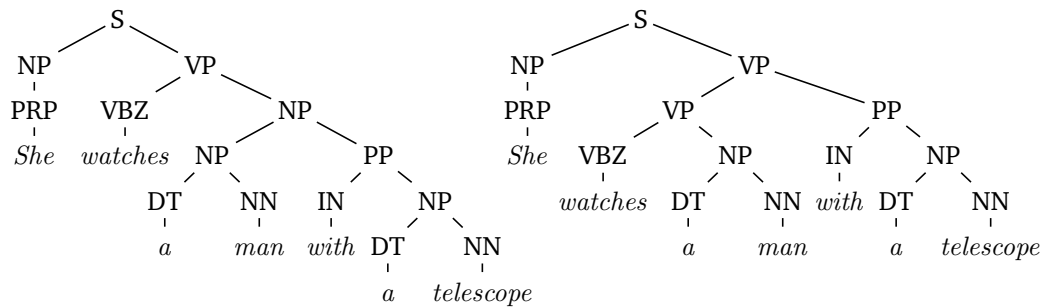 S S
NP VP NP VP
PRP VBZ NP PRP VP PP
She watches NP PP She VBZ NP IN NP
DT NN IN NP watches DT NN with DT NN
a man with DT NN a man a telescope
a telescope